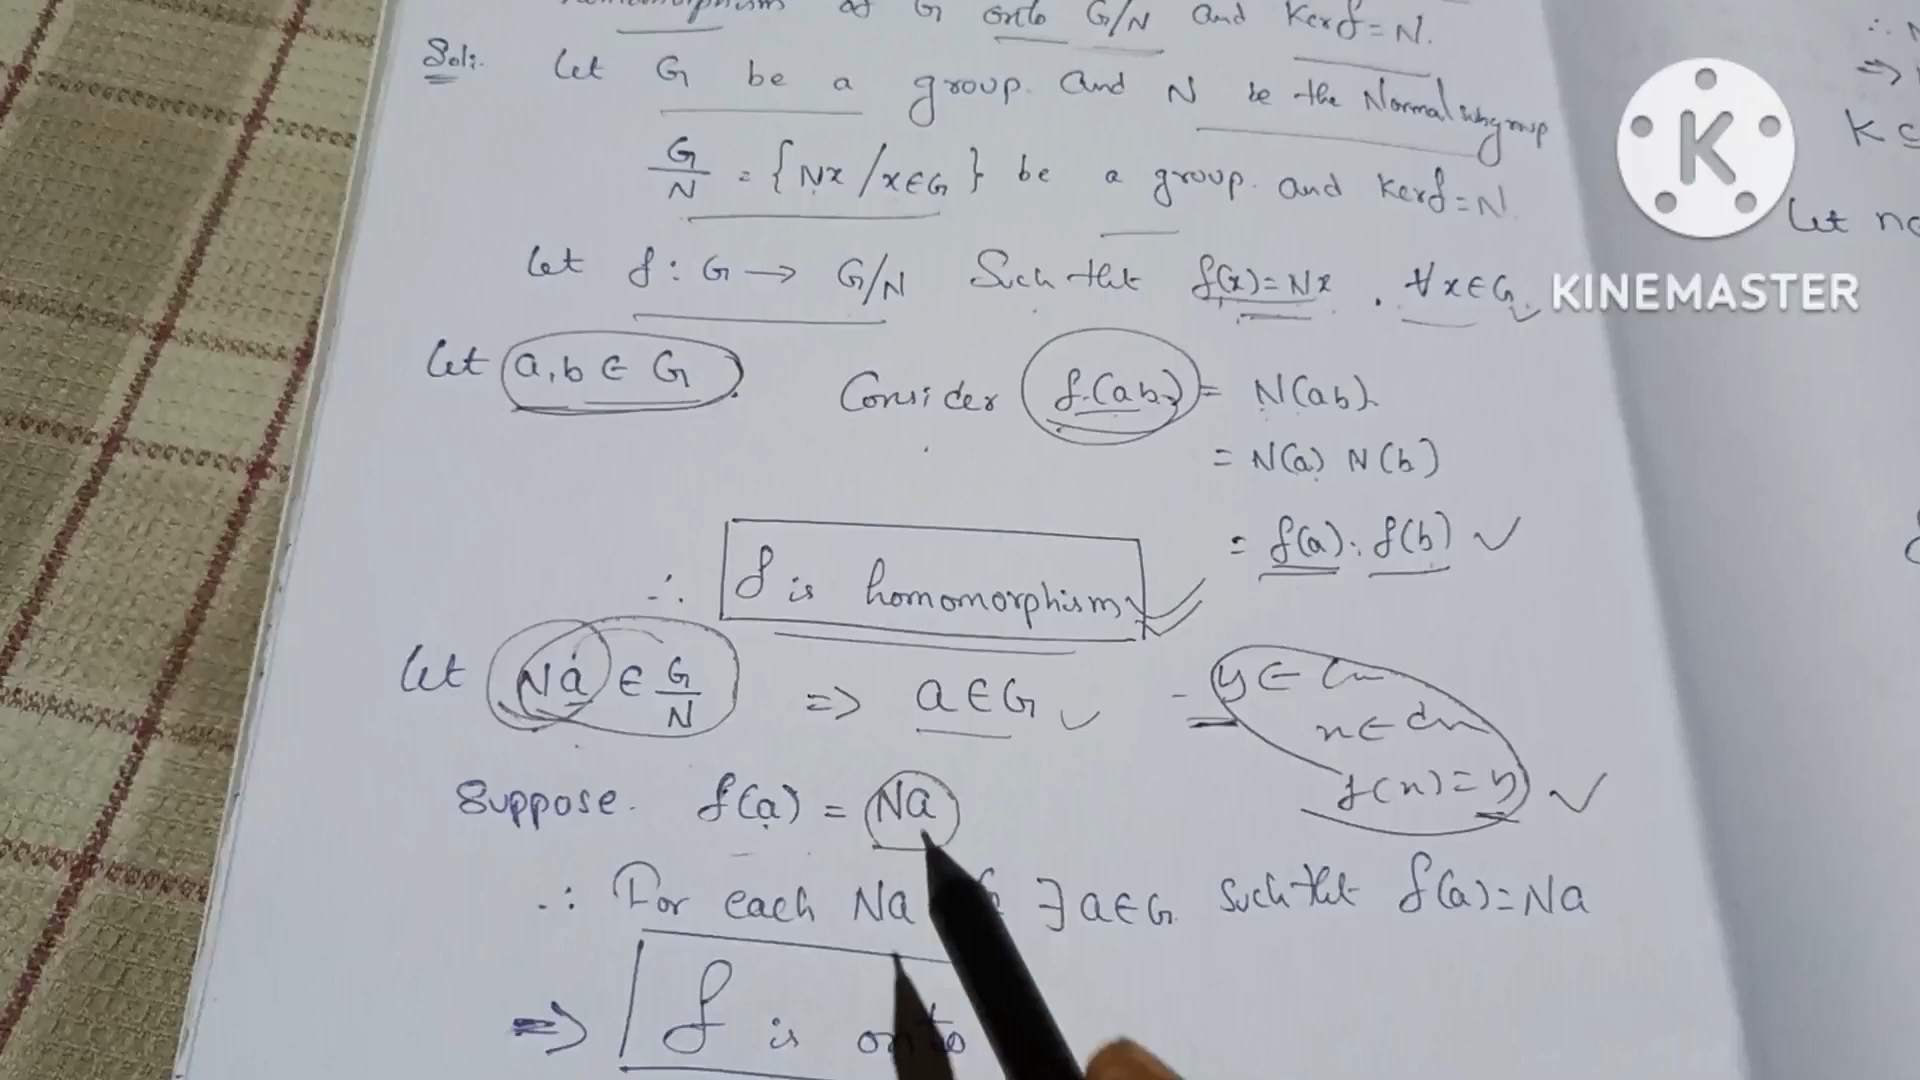 homomorphism of G onto G/N and Kerf = N.
Sol:. Let G be a group. and N be the Normal subgroup
G/N = {Nx / x∈G} be a group. and Kerf = N.
Let f : G → G/N Such that f(x) = Nx . ∀ x∈G
Let a,b ∈ G Consider f(ab) = N(ab)
= N(a) N(b)
= f(a). f(b) ✓
∴ f is homomorphism
Let Na ∈ G/N ⇒ a∈G ✓
y ∈
f(n) = y ✓
Suppose. f(a) = Na
∴ For each Na ∃ a∈G. Such that f(a) = Na
⇒ f is onto
∴
⇒
K
Let
KINEMASTER